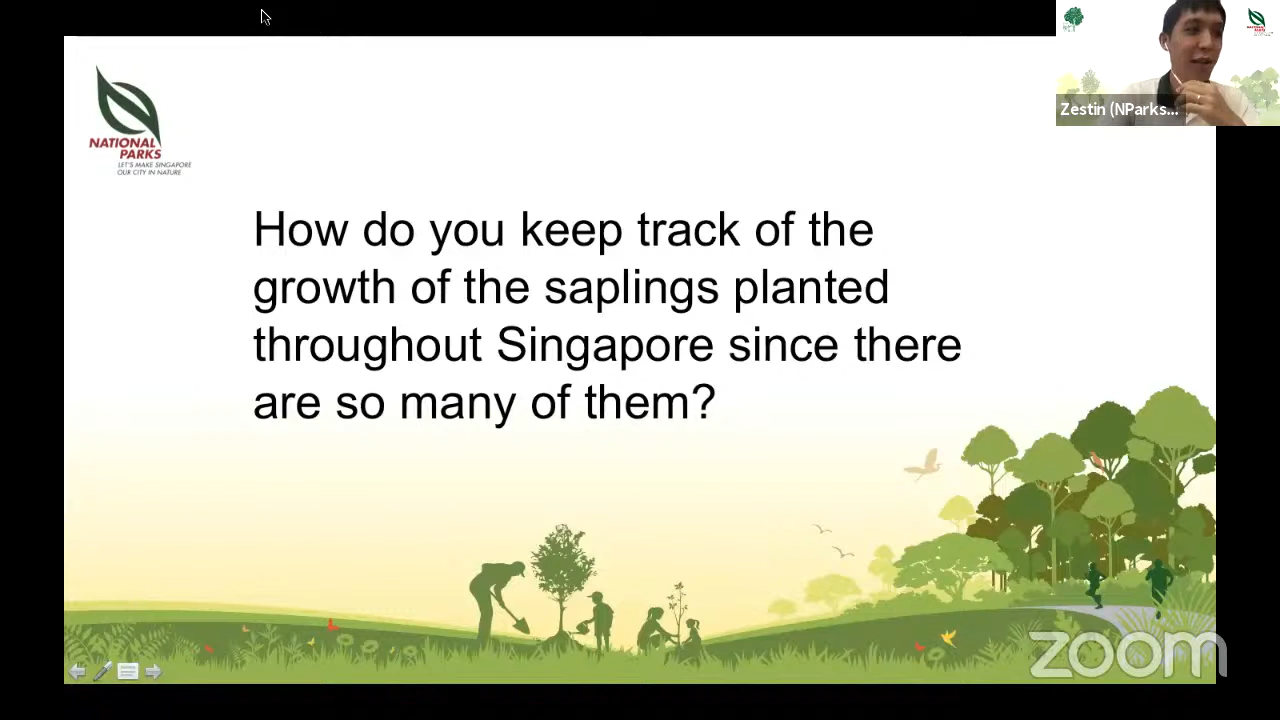 Zestin (NParks...
NATIONAL
PARKS
LET'S MAKE SINGAPORE
OUR CITY IN NATURE
How do you keep track of the
growth of the saplings planted
throughout Singapore since there
are so many of them?
zoom